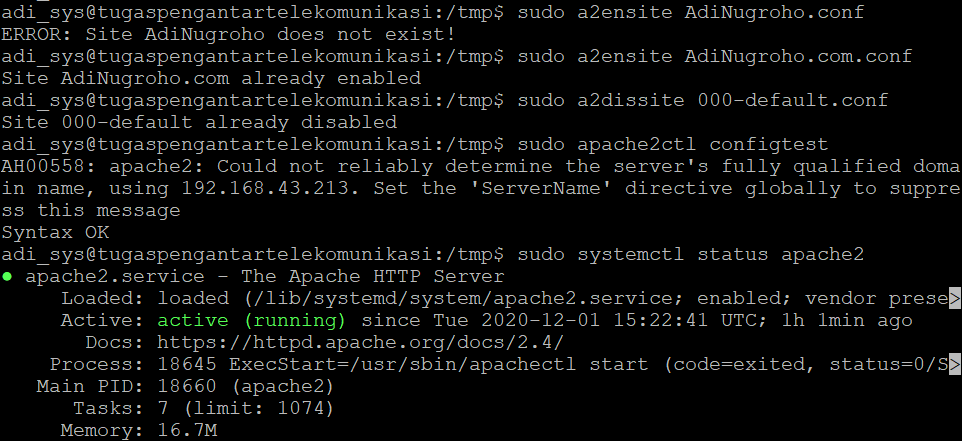 adi_sys@tugaspengantartelekomunikasi:/tmp$ sudo a2ensite AdiNugroho.conf
ERROR: Site AdiNugroho does not exist!
adi_sys@tugaspengantartelekomunikasi:/tmp$ sudo a2ensite AdiNugroho.com.conf
Site AdiNugroho.com already enabled
adi_sys@tugaspengantartelekomunikasi:/tmp$ sudo a2dissite 000-default.conf
Site 000-default already disabled
adi_sys@tugaspengantartelekomunikasi:/tmp$ sudo apache2ctl configtest
AH00558: apache2: Could not reliably determine the server's fully qualified doma
in name, using 192.168.43.213. Set the 'ServerName' directive globally to suppre
ss this message
Syntax OK
adi_sys@tugaspengantartelekomunikasi:/tmp$ sudo systemctl status apache2
● apache2.service - The Apache HTTP Server
     Loaded: loaded (/lib/systemd/system/apache2.service; enabled; vendor prese>
     Active: active (running) since Tue 2020-12-01 15:22:41 UTC; 1h 1min ago
       Docs: https://httpd.apache.org/docs/2.4/
    Process: 18645 ExecStart=/usr/sbin/apachectl start (code=exited, status=0/S>
   Main PID: 18660 (apache2)
      Tasks: 7 (limit: 1074)
     Memory: 16.7M